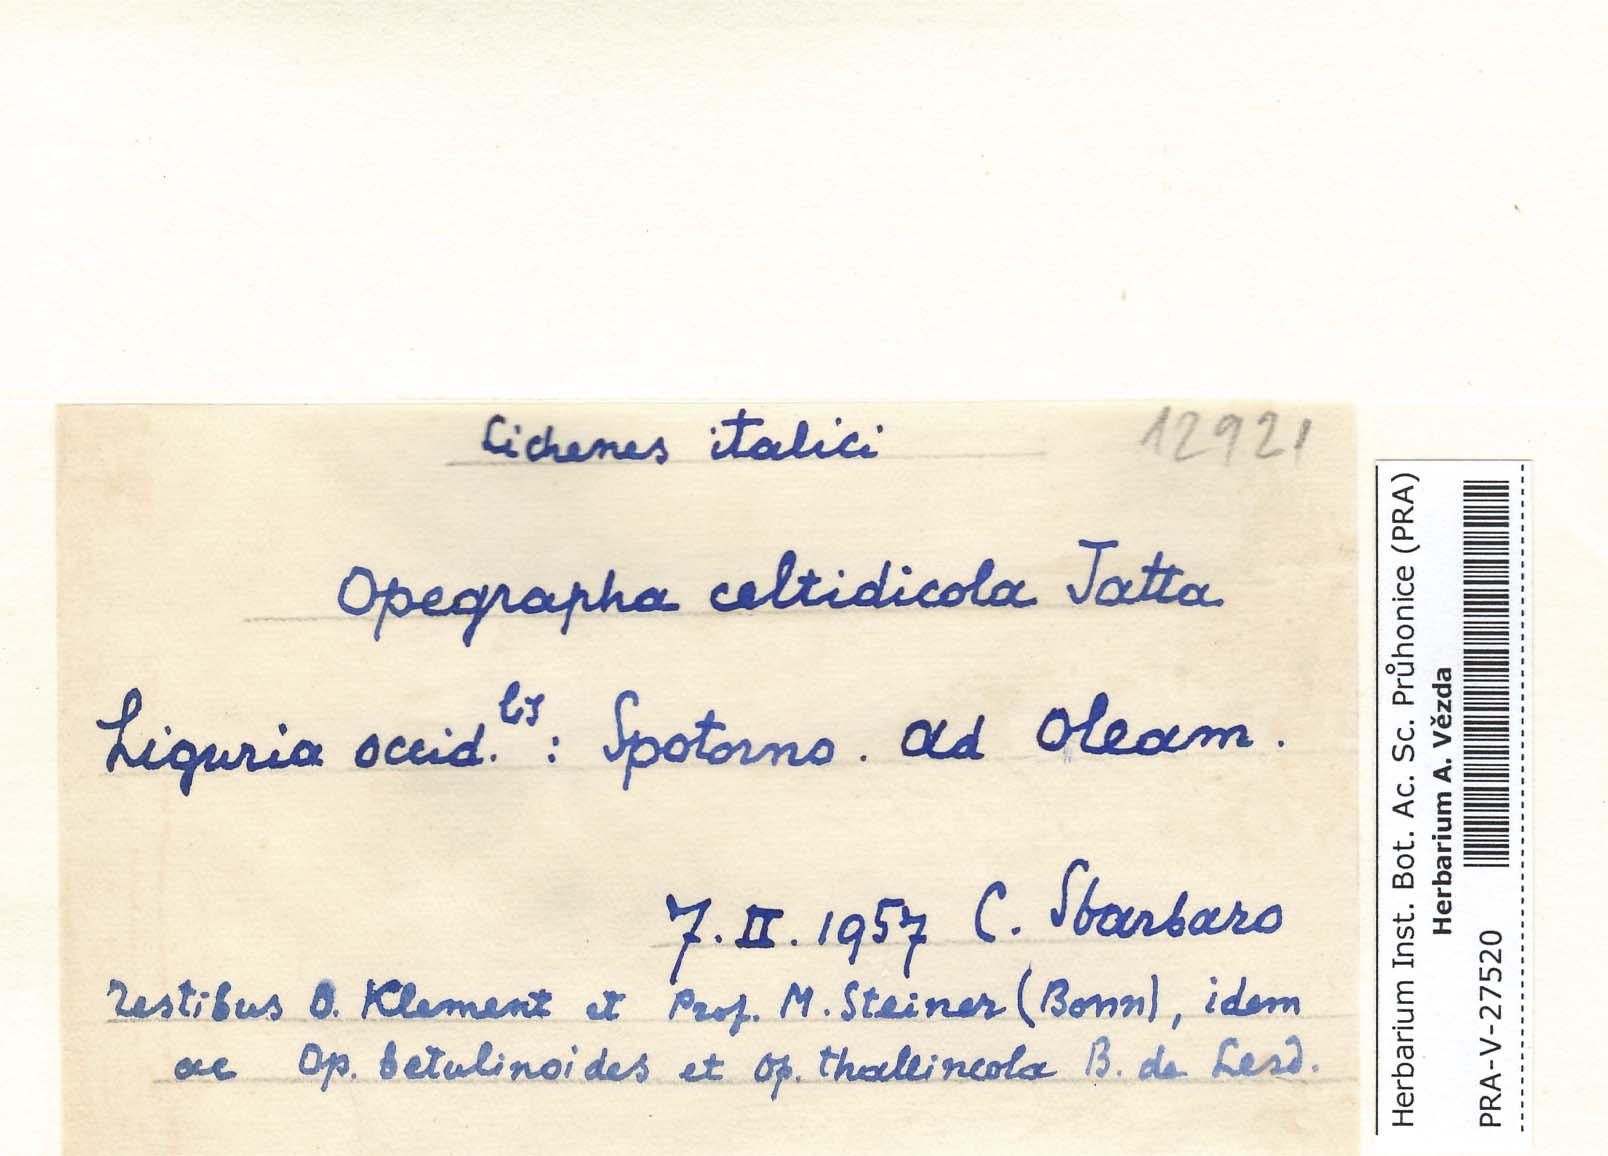 Lichenes italici
12921
Opegrapha celtidicola Jatta
Liguria occid.lis: Spotorno. ad Oleam.
7. II. 1957 C. Sbarbaro
Testibus O. Klement et Prof. M. Steiner (Bonn), idem
ac Op. betulinoides et Op. thallincola B. de Lesd.
Herbarium Inst. Bot. Ac. Sc. Průhonice (PRA)
Herbarium A. Vězda
PRA-V-27520